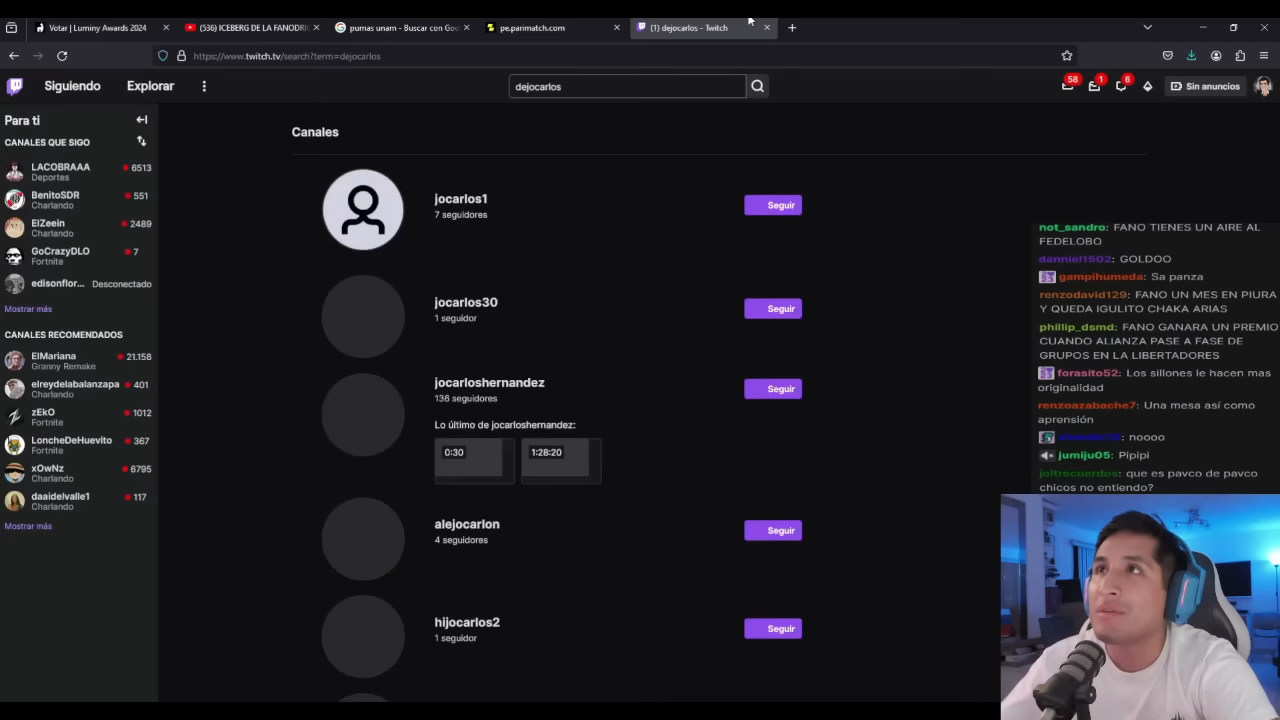 Votar | Luminy Awards 2024
(536) ICEBERG DE LA FANODRI
pumas unam - Buscar con Goo
pe.parimatch.com
(1) dejocarlos - Twitch
https://www.twitch.tv/search?term=dejocarlos
Siguiendo
Explorar
dejocarlos
58
1
6
Sin anuncios
Para ti
CANALES QUE SIGO
LACOBRAAA
6513
Deportes
BenitoSDR
551
Charlando
ElZeein
2489
Charlando
GoCrazyDLO
7
Fortnite
edisonflor...
Desconectado
Mostrar más
CANALES RECOMENDADOS
ElMariana
21.158
Granny Remake
elreydelabalanzapa
401
Charlando
zEkO
1012
Fortnite
LoncheDeHuevito
367
Fortnite
xOwNz
6795
Charlando
daaidelvalle1
117
Charlando
Mostrar más
Canales
jocarlos1
7 seguidores
Seguir
jocarlos30
1 seguidor
Seguir
jocarloshernandez
136 seguidores
Seguir
Lo último de jocarloshernandez:
0:30
1:28:20
alejocarlon
4 seguidores
Seguir
hijocarlos2
1 seguidor
Seguir
not_sandro: FANO TIENES UN AIRE AL
FEDELOBO
danniel1502: GOLDOO
gampihumeda: Sa panza
renzodavid129: FANO UN MES EN PIURA
Y QUEDA IGULITO CHAKA ARIAS
phillip_dsmd: FANO GANARA UN PREMIO
CUANDO ALIANZA PASE A FASE DE
GRUPOS EN LA LIBERTADORES
forasito52: Los sillones le hacen mas
originalidad
renzoazabache7: Una mesa así como
aprensión
noooo
jumiju05: Pipipi
joltrecuerdos: que es pavco de pavco
chicos no entiendo?